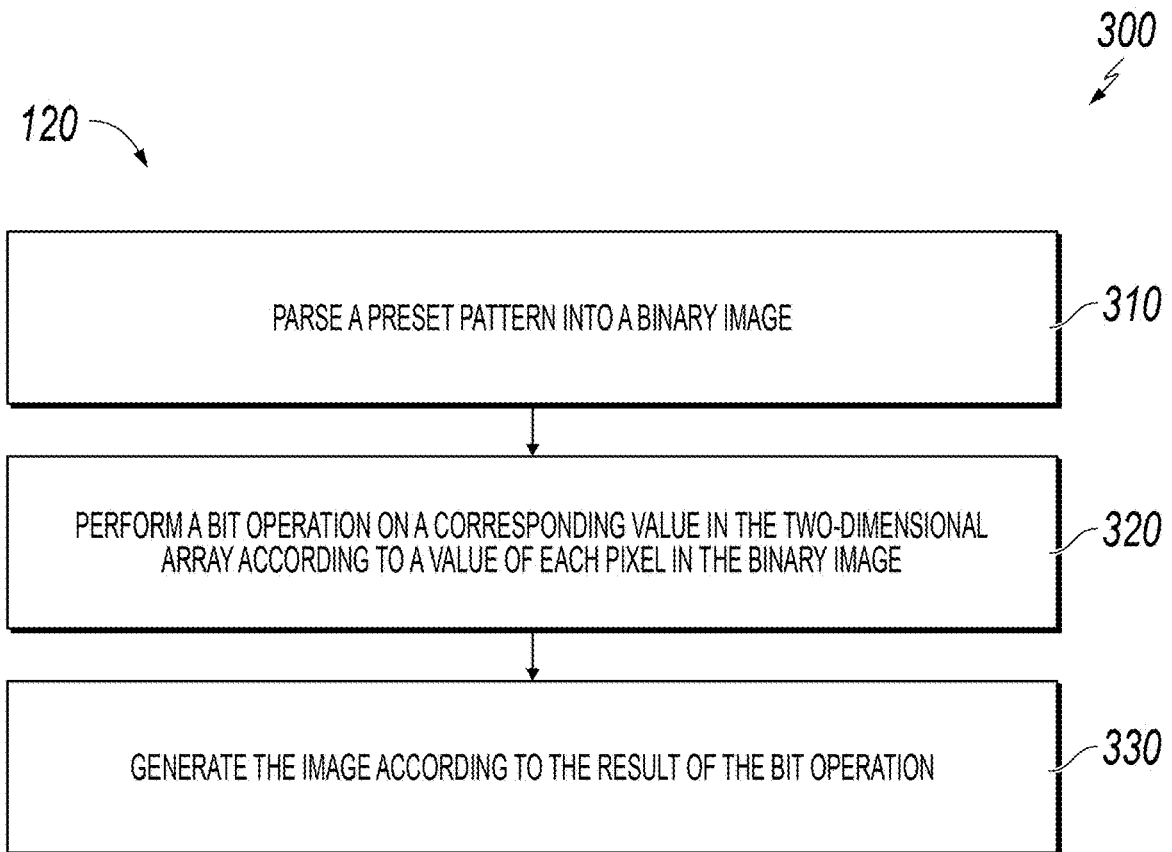 300
120
PARSE A PRESET PATTERN INTO A BINARY IMAGE
310
PERFORM A BIT OPERATION ON A CORRESPONDING VALUE IN THE TWO-DIMENSIONAL
ARRAY ACCORDING TO A VALUE OF EACH PIXEL IN THE BINARY IMAGE
320
GENERATE THE IMAGE ACCORDING TO THE RESULT OF THE BIT OPERATION
330